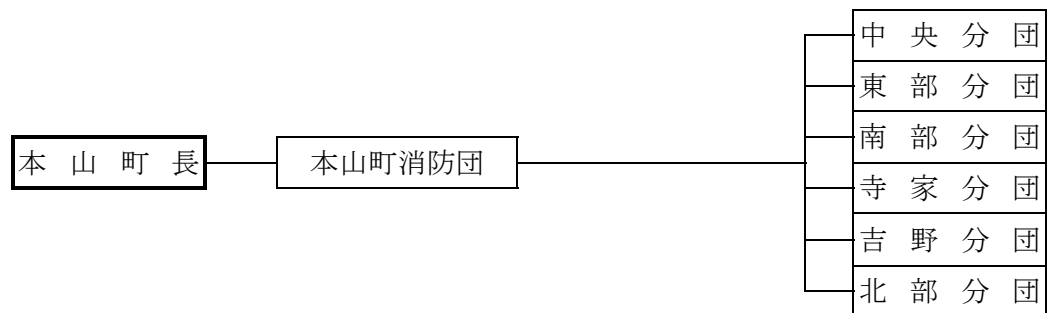 本山町長
本山町消防団
中央分団
東部分団
南部分団
寺家分団
吉野分団
北部分団